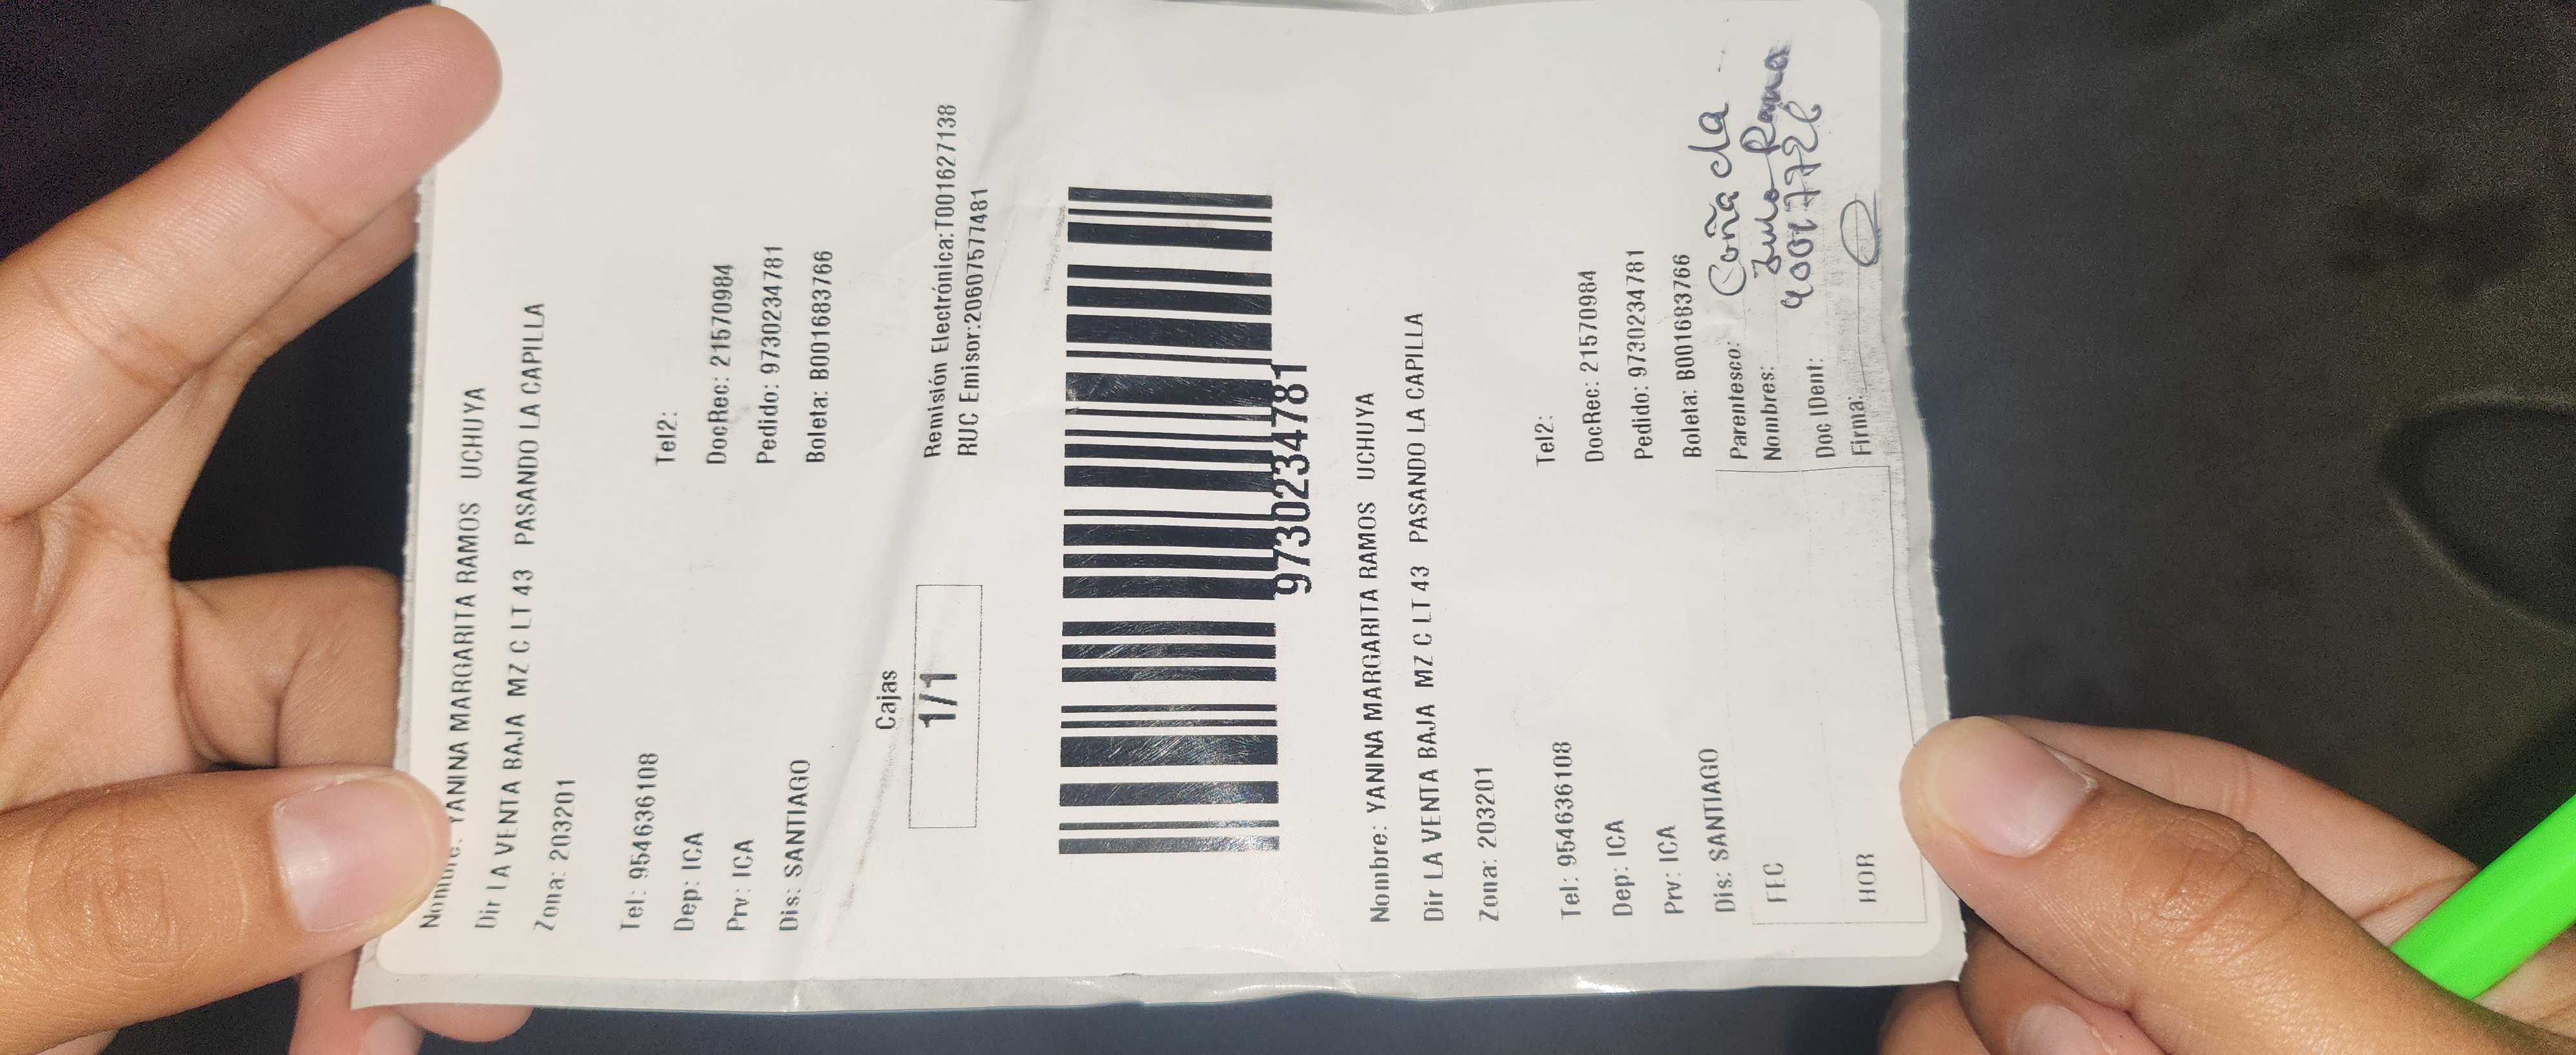 Nombre: YANINA MARGARITA RAMOS UCHUYA
Dir LA VENTA BAJA MZ C LT 43 PASANDO LA CAPILLA
Zona: 203201
Tel: 954636108 Tel2:
Dep: ICA DocRec: 21570984
Prv: ICA Pedido: 9730234781
Dis: SANTIAGO Boleta: B001683766
Cajas
1/1
Remisión Electrónica:T001627138
RUC Emisor:20607577481
9730234781
Nombre: YANINA MARGARITA RAMOS UCHUYA
Dir LA VENTA BAJA MZ C LT 43 PASANDO LA CAPILLA
Zona: 203201
Tel: 954636108 Tel2:
Dep: ICA DocRec: 21570984
Prv: ICA Pedido: 9730234781
Dis: SANTIAGO Boleta: B001683766
FEC
HOR
Parentesco: Coñada
Nombres:
Doc IDent:
Firma: